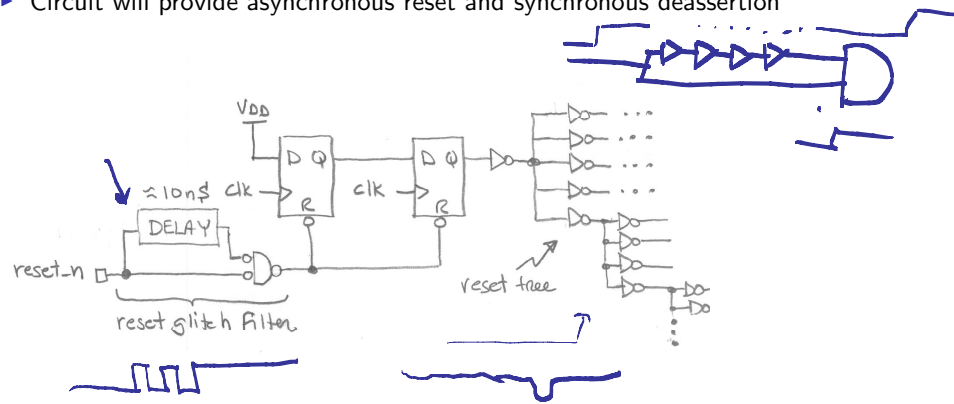 Circuit will provide asynchronous reset and synchronous deassertion
VDD
D Q
D Q
≈10nS
clk
clk
R
R
DELAY
reset_n
reset tree
reset glitch filter